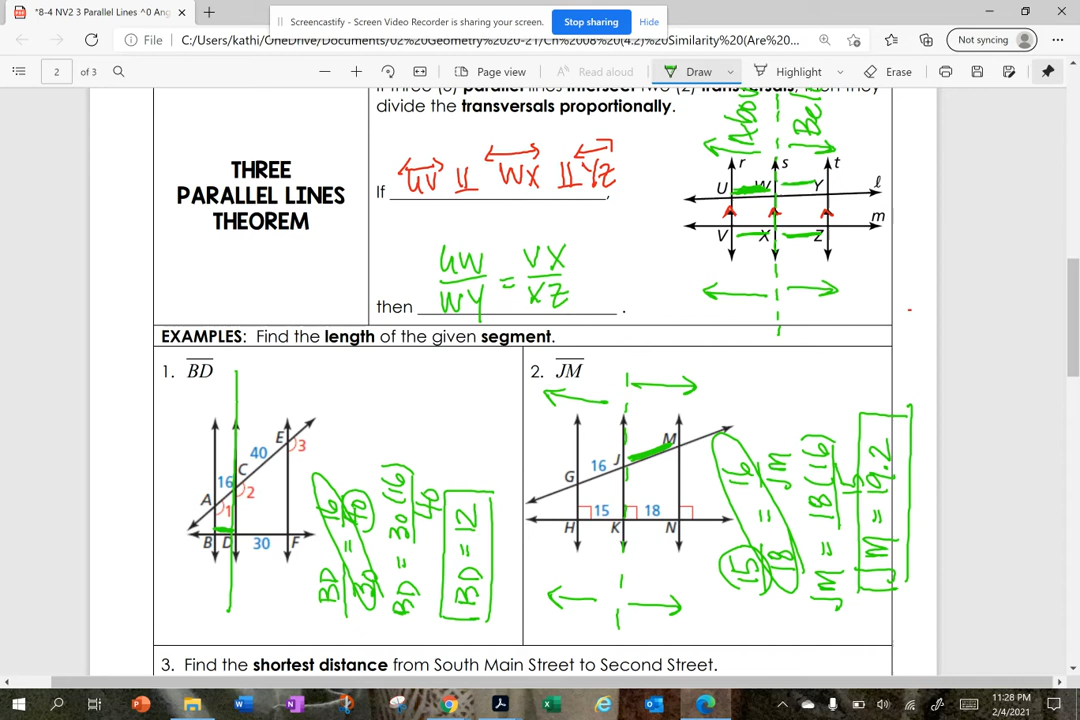 *8-4 NV2 3 Parallel Lines ^0 Ang
Screencastify - Screen Video Recorder is sharing your screen.
Stop sharing
Hide
File
C:/Users/kathi/OneDrive/Documents/02%20Geometry%202020-21/Ch%2008%20(4.2)%20Similarity%20(Are%20...
Not syncing
2 of 3
Page view
Read aloud
Draw
Highlight
Erase
divide the transversals proportionally.
THREE
PARALLEL LINES
THEOREM
If UV || WX || YZ,
then UW/WY = VX/XZ.
r s t
U W Y l
m
V X Z
EXAMPLES: Find the length of the given segment.
1. BD
E 3
40
C
16 2
A 1
B D 30 F
BD/30 = 16/40
BD = 30(16)/40
BD = 12
2. JM
M
J
16
G
15 18
H K N
15/18 = 16/JM
JM = 18(16)/15
JM = 19.2
3. Find the shortest distance from South Main Street to Second Street.
11:28 PM
2/4/2021